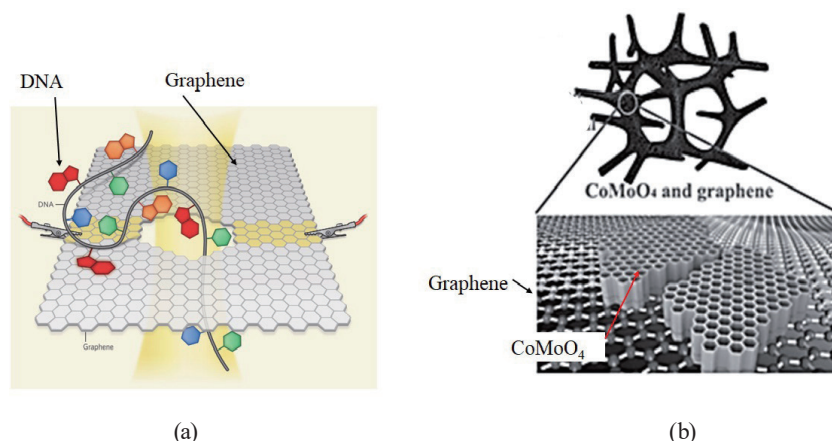 DNA
Graphene
DNA
Graphene
(a)
CoMoO₄ and graphene
Graphene
CoMoO₄
(b)